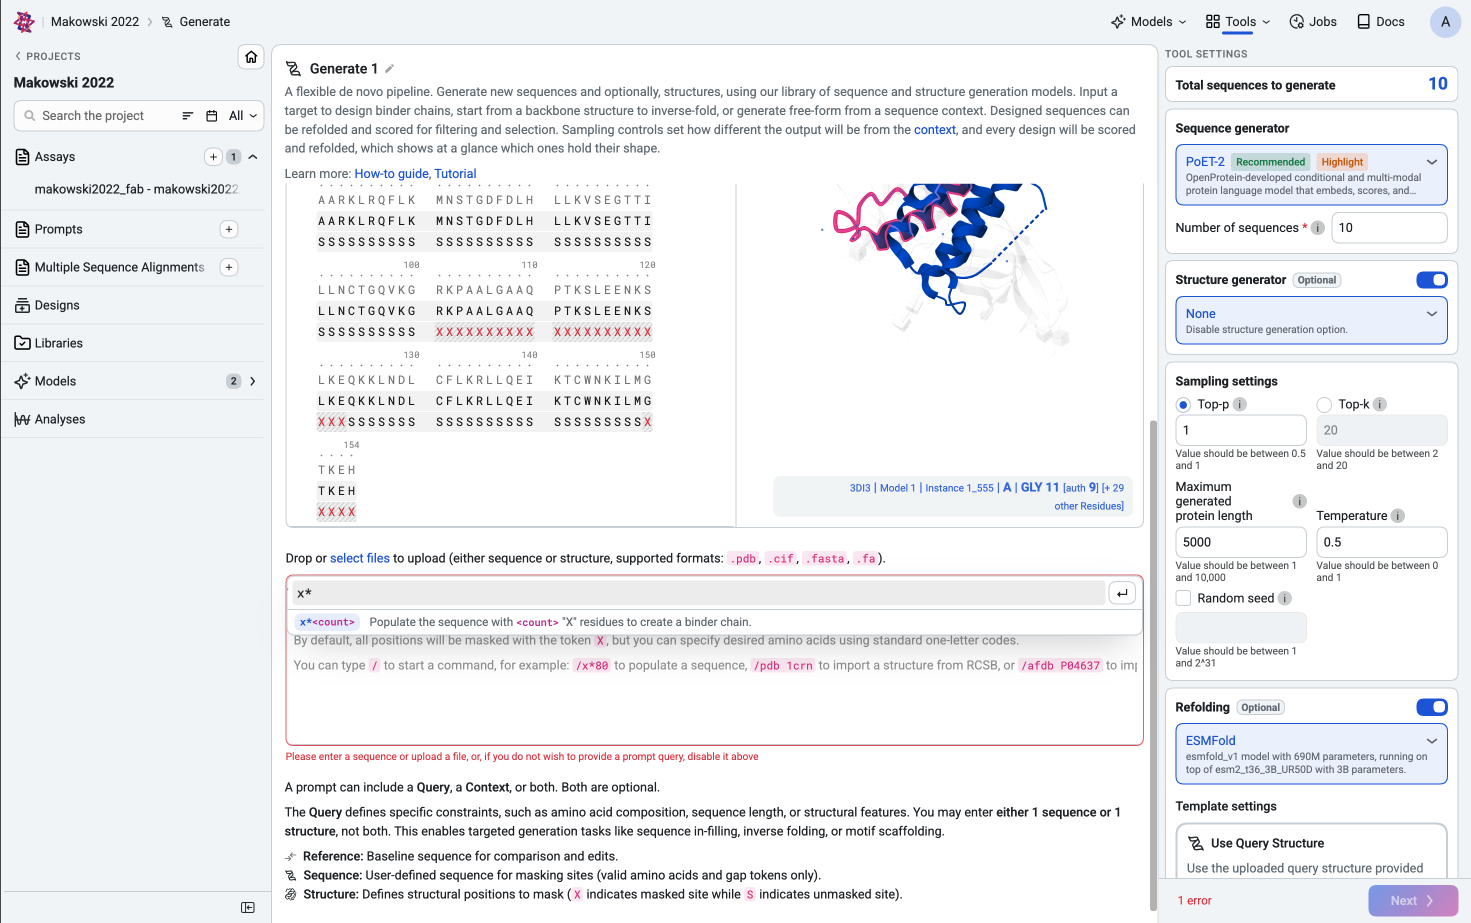 Makowski 2022
Generate
Models
Tools
Jobs
Docs
A
PROJECTS
Makowski 2022
Search the project
All
Assays
+
1
makowski2022_fab - makowski2022
Prompts
+
Multiple Sequence Alignments
+
Designs
Libraries
Models
2
Analyses
Generate 1
A flexible de novo pipeline. Generate new sequences and optionally, structures, using our library of sequence and structure generation models. Input a
target to design binder chains, start from a backbone structure to inverse-fold, or generate free-form from a sequence context. Designed sequences can
be refolded and scored for filtering and selection. Sampling controls set how different the output will be from the context, and every design will be scored
and refolded, which shows at a glance which ones hold their shape.
Learn more: How-to guide, Tutorial
AARKLRQFLK MNSTGDFDLH LLKVSEGTTI
AARKLRQFLK MNSTGDFDLH LLKVSEGTTI
SSSSSSSSSS SSSSSSSSSS SSSSSSSSSS
100 110 120
LLNCTGQVKG RKPAALGAAQ PTKSLEENKS
LLNCTGQVKG RKPAALGAAQ PTKSLEENKS
SSSSSSSSSS XXXXXXXXXX XXXXXXXXXX
130 140 150
LKEQKKLNDL CFLKRLLQEI KTCWNKILMG
LKEQKKLNDL CFLKRLLQEI KTCWNKILMG
XXXSSSSSSS SSSSSSSSSS SSSSSSSSSX
154
TKEH
TKEH
XXXX
3DI3 | Model 1 | Instance 1_555 | A | GLY 11 [auth 9] [+ 29
other Residues]
Drop or select files to upload (either sequence or structure, supported formats: .pdb, .cif, .fasta, .fa).
x*
x*<count> Populate the sequence with <count> "X" residues to create a binder chain.
By default, all positions will be masked with the token X, but you can specify desired amino acids using standard one-letter codes.
You can type / to start a command, for example: /x*80 to populate a sequence, /pdb 1crn to import a structure from RCSB, or /afdb P04637 to imp
Please enter a sequence or upload a file, or, if you do not wish to provide a prompt query, disable it above
A prompt can include a Query, a Context, or both. Both are optional.
The Query defines specific constraints, such as amino acid composition, sequence length, or structural features. You may enter either 1 sequence or 1
structure, not both. This enables targeted generation tasks like sequence in-filling, inverse folding, or motif scaffolding.
Reference: Baseline sequence for comparison and edits.
Sequence: User-defined sequence for masking sites (valid amino acids and gap tokens only).
Structure: Defines structural positions to mask ( X indicates masked site while S indicates unmasked site).
TOOL SETTINGS
Total sequences to generate 10
Sequence generator
PoET-2 Recommended Highlight
OpenProtein-developed conditional and multi-modal
protein language model that embeds, scores, and...
Number of sequences * i 10
Structure generator Optional
None
Disable structure generation option.
Sampling settings
Top-p i Top-k i
1 20
Value should be between 0.5
and 1
Value should be between 2
and 20
Maximum
generated
protein length i
Temperature i
5000 0.5
Value should be between 1
and 10,000
Value should be between 0
and 1
Random seed i
Value should be between 1
and 2^31
Refolding Optional
ESMFold
esmfold_v1 model with 690M parameters, running on
top of esm2_t36_3B_UR50D with 3B parameters.
Template settings
Use Query Structure
Use the uploaded query structure provided
1 error
Next